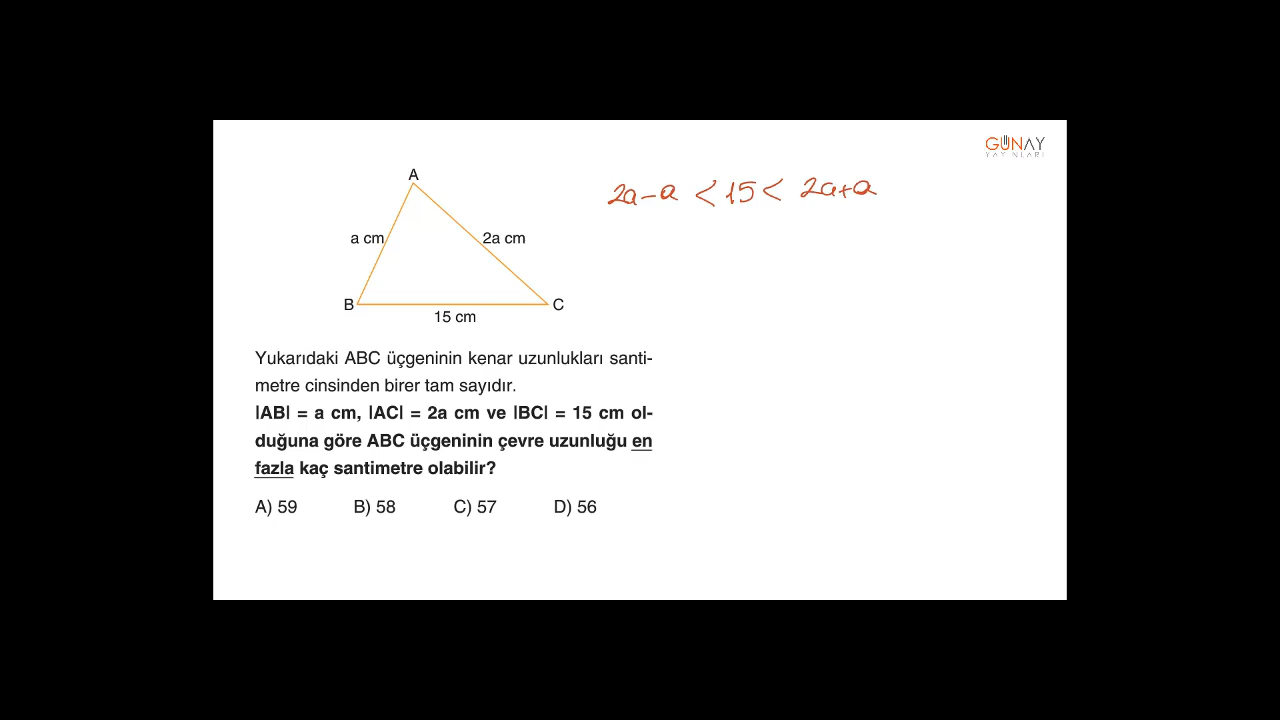 GÜNAY
YAYINLARI
2a-a < 15 < 2a+a
A
a cm
2a cm
B
C
15 cm
Yukarıdaki ABC üçgeninin kenar uzunlukları santi-
metre cinsinden birer tam sayıdır.
|AB| = a cm, |AC| = 2a cm ve |BC| = 15 cm ol-
duğuna göre ABC üçgeninin çevre uzunluğu en
fazla kaç santimetre olabilir?
A) 59 B) 58 C) 57 D) 56